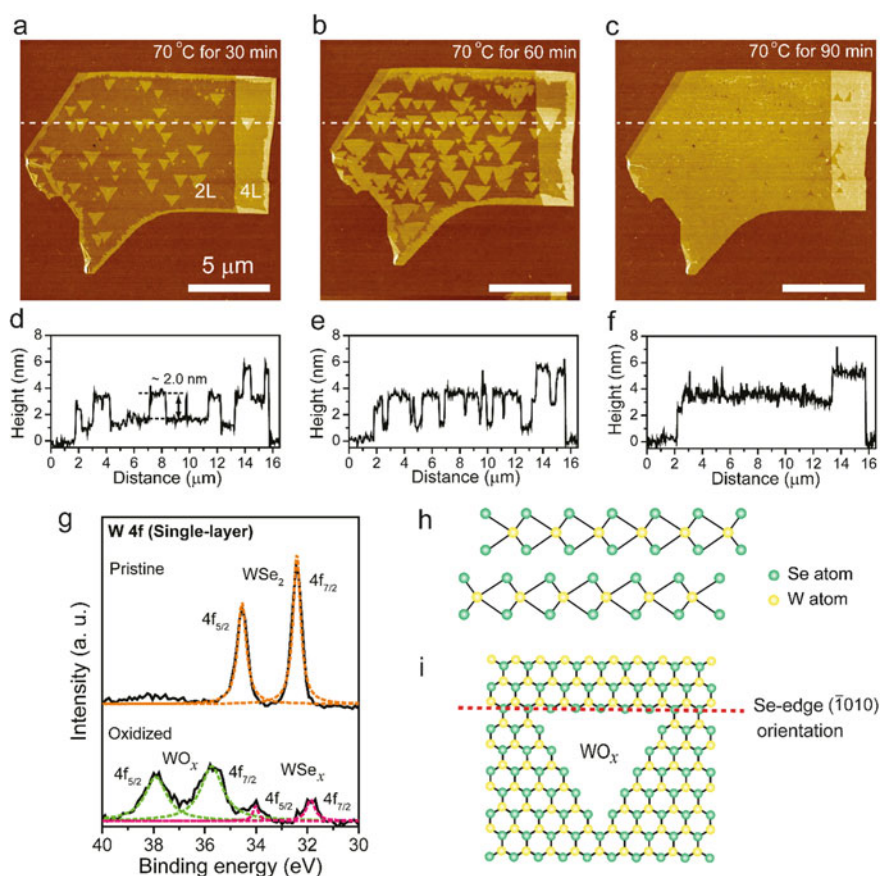 a
70 °C for 30 min
2L
4L
5 μm
b
70 °C for 60 min
c
70 °C for 90 min
d
8
6
4
2
0
Height (nm)
~ 2.0 nm
0 2 4 6 8 10 12 14 16
Distance (μm)
e
8
6
4
2
0
Height (nm)
0 2 4 6 8 10 12 14 16
Distance (μm)
f
8
6
4
2
0
Height (nm)
0 2 4 6 8 10 12 14 16
Distance (μm)
g
W 4f (Single-layer)
Pristine
WSe2
4f7/2
4f5/2
Intensity (a. u.)
Oxidized
WOx
WSex
4f5/2
4f7/2
4f5/2
4f7/2
40 38 36 34 32 30
Binding energy (eV)
h
Se atom
W atom
i
Se-edge (1̄010)
orientation
WOx